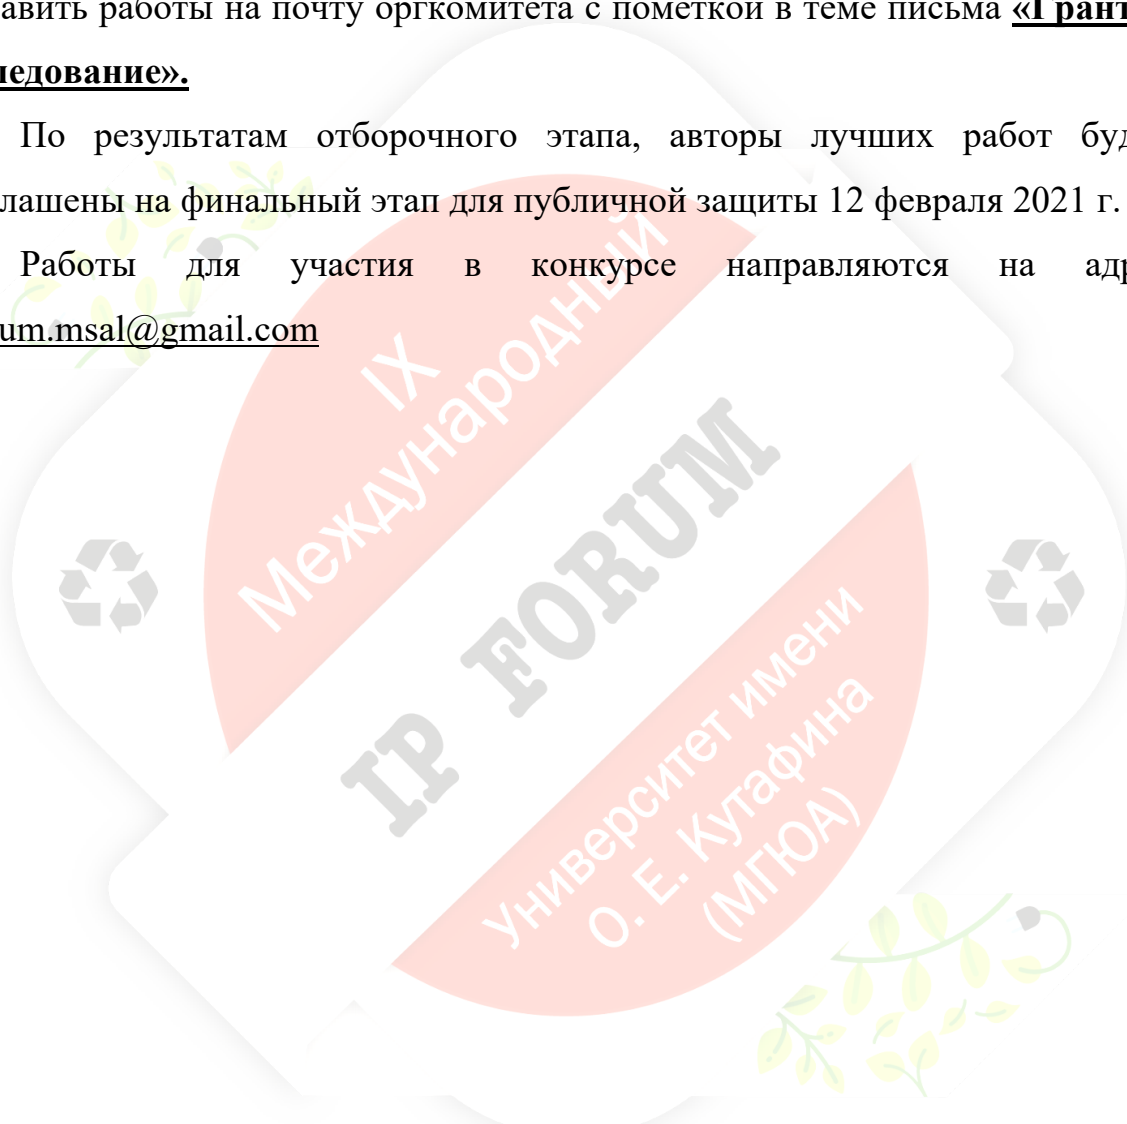 авить работы на почту оргкомитета с пометкой в теме письма «Грант
ледование».
По результатам отборочного этапа, авторы лучших работ буд
лашены на финальный этап для публичной защиты 12 февраля 2021 г.
Работы для участия в конкурсе направляются на адр
um.msal@gmail.com
IX
Международный
IP FORUM
Университет имени
О. Е. Кутафина
(МГЮА)